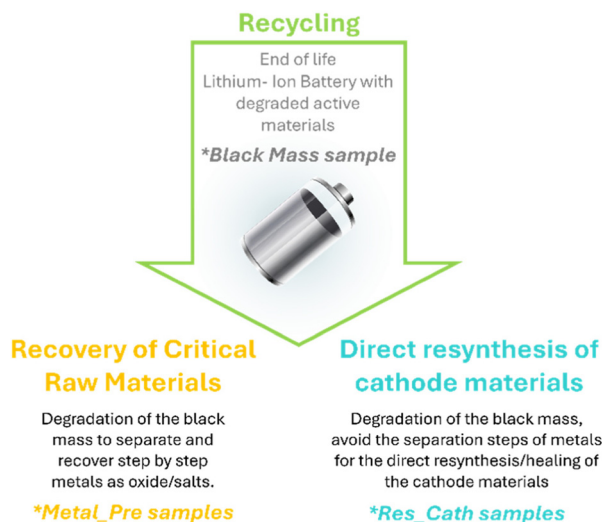 Recycling
End of life
Lithium- Ion Battery with
degraded active
materials
*Black Mass sample
Recovery of Critical
Raw Materials
Degradation of the black
mass to separate and
recover step by step
metals as oxide/salts.
*Metal_Pre samples
Direct resynthesis of
cathode materials
Degradation of the black mass,
avoid the separation steps of metals
for the direct resynthesis/healing of
the cathode materials
*Res_Cath samples